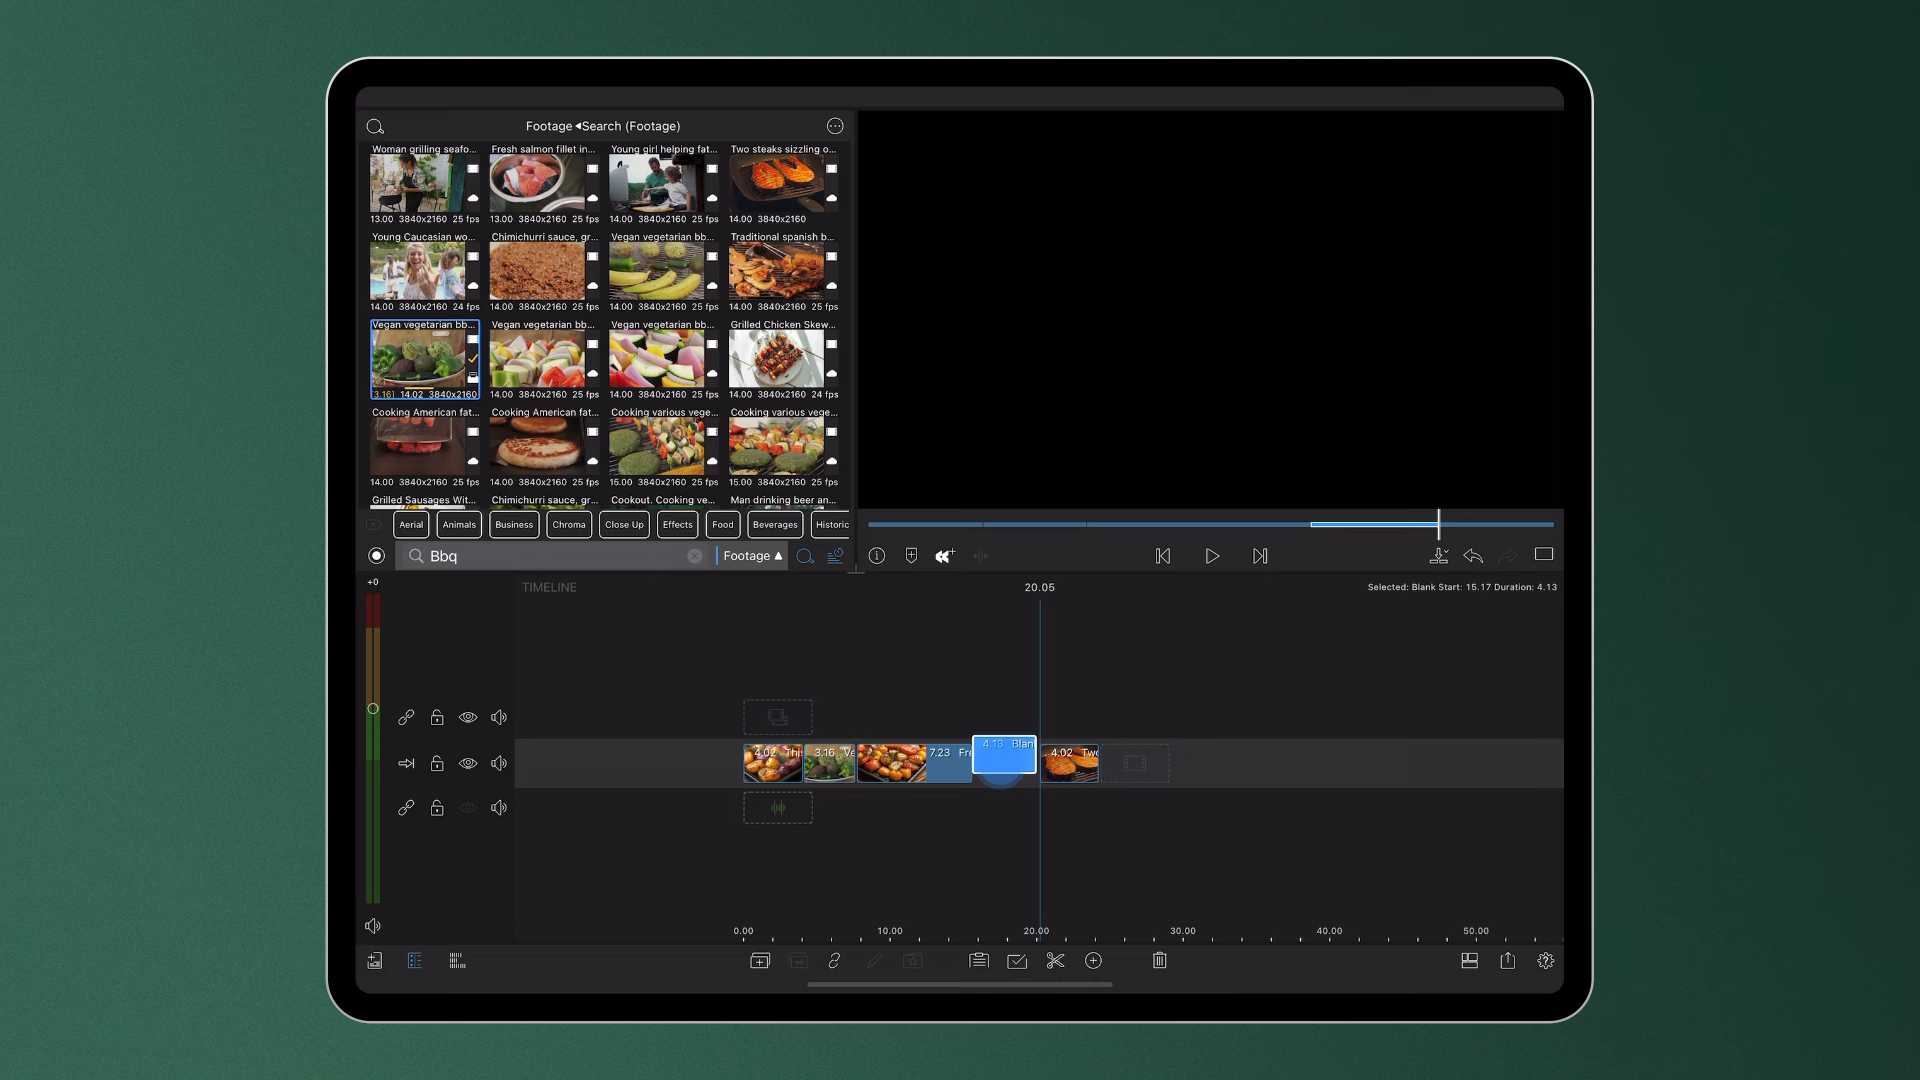 Footage ◂Search (Footage)
Woman grilling seafo... Fresh salmon fillet in... Young girl helping fat... Two steaks sizzling o...
13.00 3840x2160 25 fps 13.00 3840x2160 25 fps 14.00 3840x2160 25 fps 14.00 3840x2160
Young Caucasian wo... Chimichurri sauce, gr... Vegan vegetarian bb... Traditional spanish b...
14.00 3840x2160 24 fps 14.00 3840x2160 25 fps 14.00 3840x2160 25 fps 14.00 3840x2160 25 fps
Vegan vegetarian bb... Vegan vegetarian bb... Vegan vegetarian bb... Grilled Chicken Skew...
[3.16] 14.02 3840x2160 14.00 3840x2160 25 fps 14.00 3840x2160 25 fps 14.00 3840x2160 24 fps
Cooking American fat... Cooking American fat... Cooking various vege... Cooking various vege...
14.00 3840x2160 25 fps 14.00 3840x2160 25 fps 15.00 3840x2160 25 fps 15.00 3840x2160 25 fps
Grilled Sausages Wit... Chimichurri sauce, gr... Cookout. Cooking ve... Man drinking beer an...
Aerial Animals Business Chroma Close Up Effects Food Beverages Historic
Bbq Footage ▲
+0 TIMELINE 20.05 Selected: Blank Start: 15.17 Duration: 4.13
4.02 Thi 3.16 Ve 7.23 Fre 4.13 Blan 4.02 Two
0.00 10.00 20.00 30.00 40.00 50.00